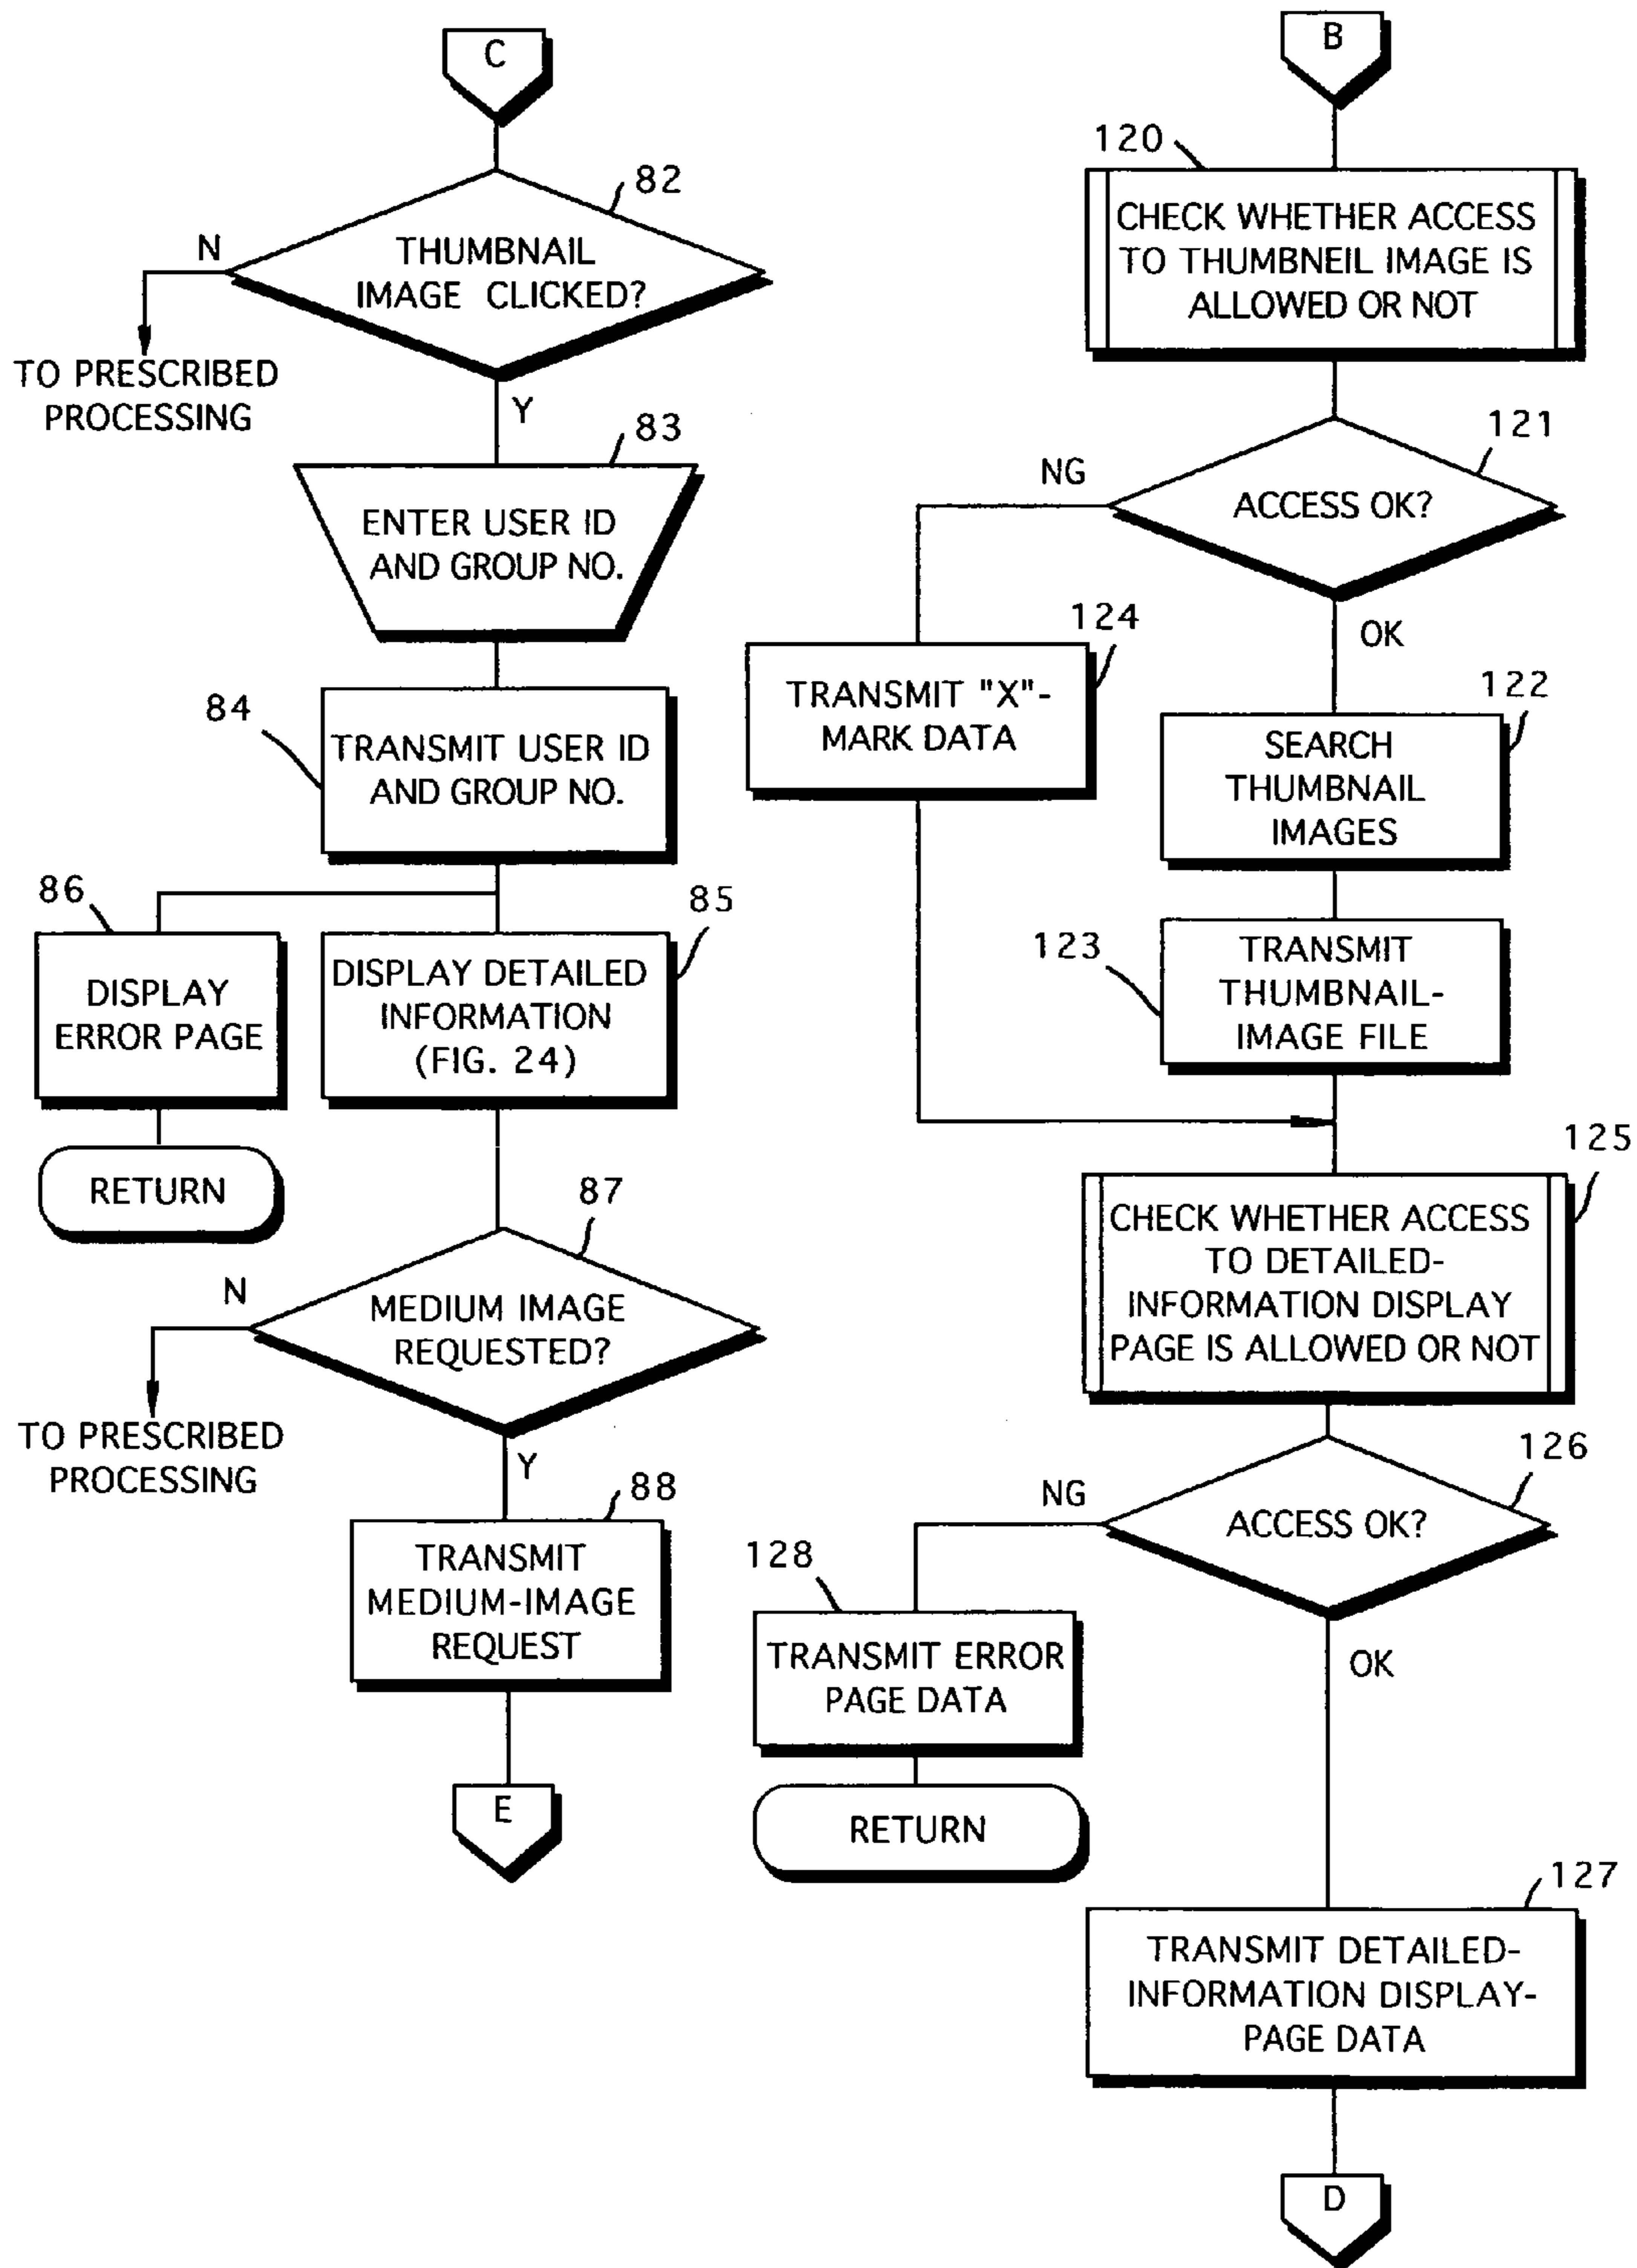 C
82
N
THUMBNAIL
IMAGE CLICKED?
TO PRESCRIBED
PROCESSING
Y
83
ENTER USER ID
AND GROUP NO.
84
TRANSMIT USER ID
AND GROUP NO.
86
DISPLAY
ERROR PAGE
RETURN
85
DISPLAY DETAILED
INFORMATION
(FIG. 24)
87
N
MEDIUM IMAGE
REQUESTED?
TO PRESCRIBED
PROCESSING
Y
88
TRANSMIT
MEDIUM-IMAGE
REQUEST
E
B
120
CHECK WHETHER ACCESS
TO THUMBNEIL IMAGE IS
ALLOWED OR NOT
121
NG
ACCESS OK?
OK
124
TRANSMIT "X"-
MARK DATA
122
SEARCH
THUMBNAIL
IMAGES
123
TRANSMIT
THUMBNAIL-
IMAGE FILE
125
CHECK WHETHER ACCESS
TO DETAILED-
INFORMATION DISPLAY
PAGE IS ALLOWED OR NOT
126
NG
ACCESS OK?
OK
128
TRANSMIT ERROR
PAGE DATA
RETURN
127
TRANSMIT DETAILED-
INFORMATION DISPLAY-
PAGE DATA
D